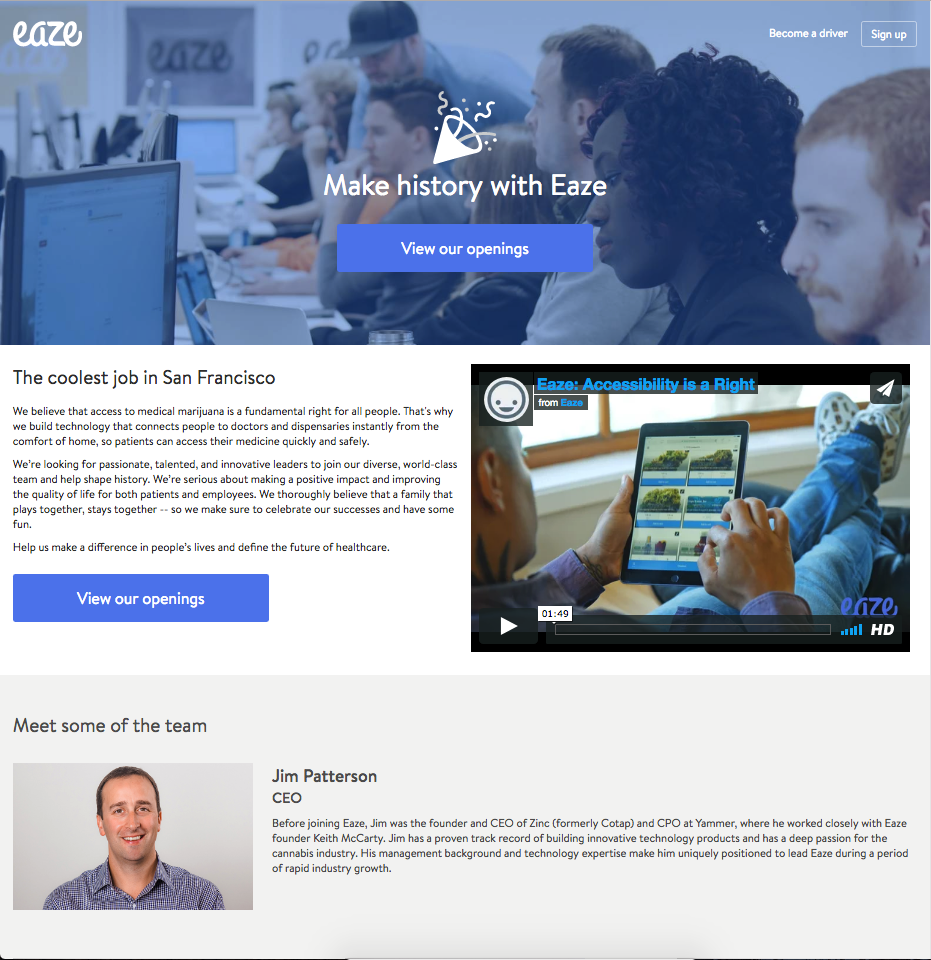 eaze
Become a driver
Sign up
eaze
Make history with Eaze
View our openings
The coolest job in San Francisco
We believe that access to medical marijuana is a fundamental right for all people. That's why
we build technology that connects people to doctors and dispensaries instantly from the
comfort of home, so patients can access their medicine quickly and safely.
We're looking for passionate, talented, and innovative leaders to join our diverse, world-class
team and help shape history. We're serious about making a positive impact and improving
the quality of life for both patients and employees. We thoroughly believe that a family that
plays together, stays together -- so we make sure to celebrate our successes and have some
fun.
Help us make a difference in people's lives and define the future of healthcare.
View our openings
Eaze: Accessibility is a Right
from Eaze
eaze
01:49
HD
Meet some of the team
Jim Patterson
CEO
Before joining Eaze, Jim was the founder and CEO of Zinc (formerly Cotap) and CPO at Yammer, where he worked closely with Eaze
founder Keith McCarty. Jim has a proven track record of building innovative technology products and has a deep passion for the
cannabis industry. His management background and technology expertise make him uniquely positioned to lead Eaze during a period
of rapid industry growth.